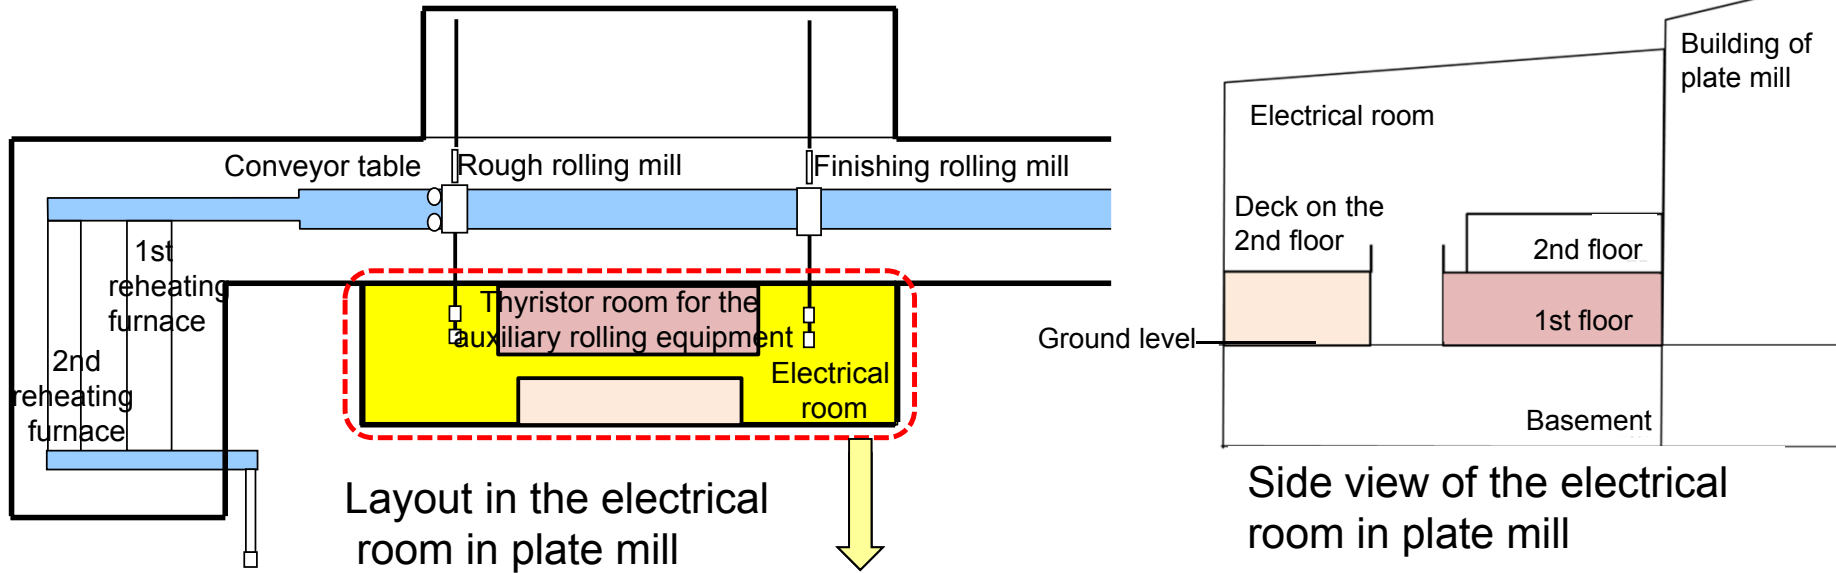 Conveyor table
Rough rolling mill
Finishing rolling mill
1st
reheating
furnace
2nd
reheating
furnace
Thyristor room for the
auxiliary rolling equipment
Electrical
room
Layout in the electrical
room in plate mill
Building of
plate mill
Electrical room
Deck on the
2nd floor
2nd floor
1st floor
Ground level
Basement
Side view of the electrical
room in plate mill